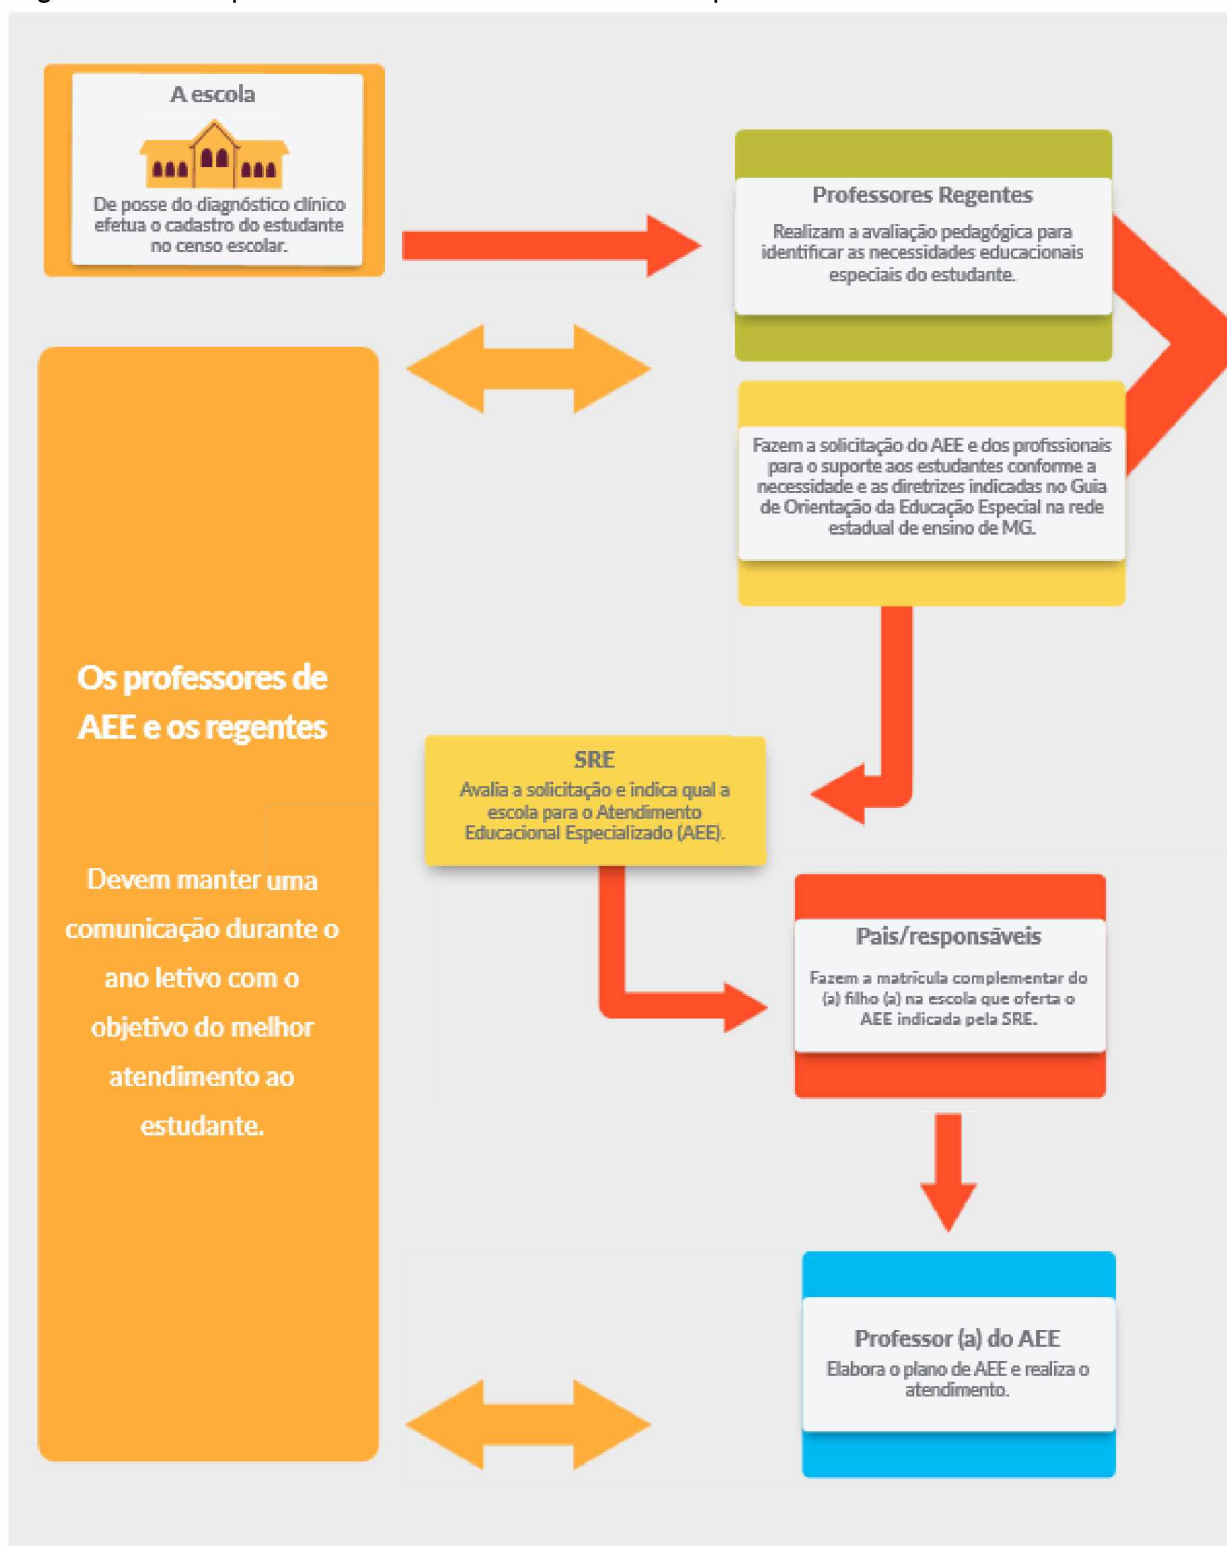 A escola
De posse do diagnóstico clínico
efetua o cadastro do estudante
no censo escolar.
Professores Regentes
Realizam a avaliação pedagógica para
identificar as necessidades educacionais
especiais do estudante.
Fazem a solicitação do AEE e dos profissionais
para o suporte aos estudantes conforme a
necessidade e as diretrizes indicadas no Guia
de Orientação da Educação Especial na rede
estadual de ensino de MG.
Os professores de
AEE e os regentes
Devem manter uma
comunicação durante o
ano letivo com o
objetivo do melhor
atendimento ao
estudante.
SRE
Avalia a solicitação e indica qual a
escola para o Atendimento
Educacional Especializado (AEE).
Pais/responsáveis
Fazem a matrícula complementar do
(a) filho (a) na escola que oferta o
AEE indicada pela SRE.
Professor (a) do AEE
Elabora o plano de AEE e realiza o
atendimento.